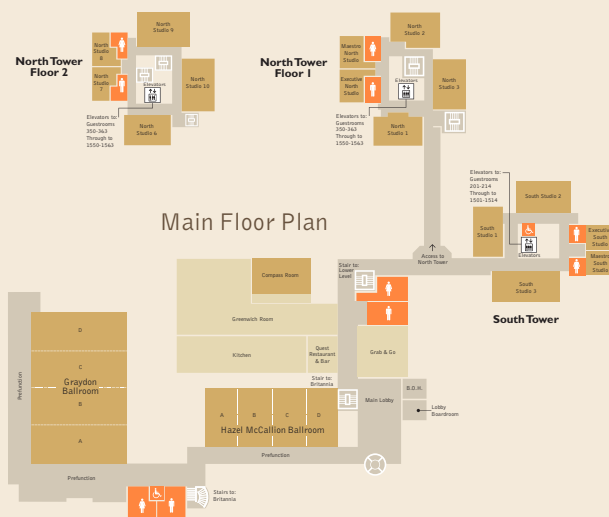 North Tower
Floor 2
North
Studio 9
North
Studio
8
North
Studio
7
North
Studio 10
Elevators
North
Studio 6
Elevators to:
Guestrooms
350-363
Through to
1550-1563
North Tower
Floor 1
North
Studio 2
Maestro
North
Studio
Executive
North
Studio
North
Studio 3
Elevators
North
Studio 1
Elevators to:
Guestrooms
350-363
Through to
1550-1563
Elevators to:
Guestrooms
201-214
Through to
1501-1514
South Studio 2
South
Studio 1
Executive
South
Studio
Maestro
South
Studio
Elevators
South
Studio 3
South Tower
Main Floor Plan
Access to
North Tower
Stair to:
Lower
Level
Compass Room
Greenwich Room
Kitchen
Quest
Restaurant
& Bar
Grab & Go
Stair to:
Britannia
Main Lobby
B.O.H.
Lobby
Boardroom
Prefunction
D
C
Graydon
Ballroom
B
A
A
B
C
D
Hazel McCallion Ballroom
Prefunction
Prefunction
Stairs to:
Britannia